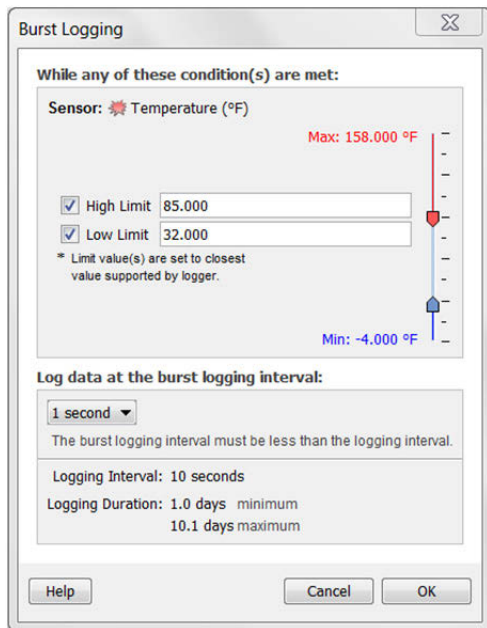 Burst Logging
While any of these condition(s) are met:
Sensor: Temperature (°F)
Max: 158.000 °F
High Limit 85.000
Low Limit 32.000
* Limit value(s) are set to closest
value supported by logger.
Min: -4.000 °F
Log data at the burst logging interval:
1 second
The burst logging interval must be less than the logging interval.
Logging Interval: 10 seconds
Logging Duration: 1.0 days minimum
10.1 days maximum
Help Cancel OK